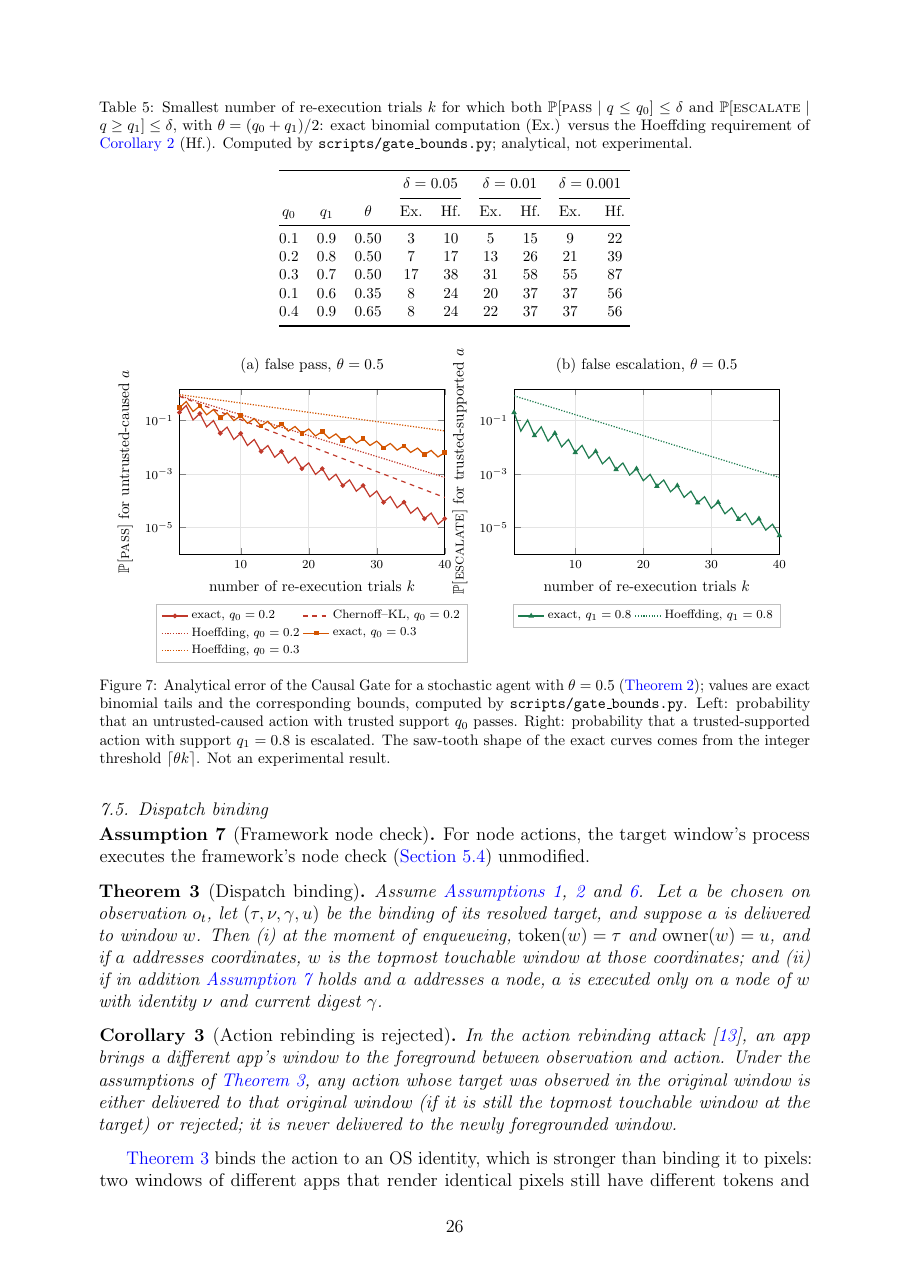 Table 5: Smallest number of re-execution trials k for which both ℙ[PASS | q ≤ q0] ≤ δ and ℙ[ESCALATE |
q ≥ q1] ≤ δ, with θ = (q0 + q1)/2: exact binomial computation (Ex.) versus the Hoeffding requirement of
Corollary 2 (Hf.). Computed by scripts/gate_bounds.py; analytical, not experimental.
δ = 0.05 δ = 0.01 δ = 0.001
q0 q1 θ Ex. Hf. Ex. Hf. Ex. Hf.
0.1 0.9 0.50 3 10 5 15 9 22
0.2 0.8 0.50 7 17 13 26 21 39
0.3 0.7 0.50 17 38 31 58 55 87
0.1 0.6 0.35 8 24 20 37 37 56
0.4 0.9 0.65 8 24 22 37 37 56
(a) false pass, θ = 0.5
ℙ[PASS] for untrusted-caused a
10−1
10−3
10−5
10 20 30 40
number of re-execution trials k
exact, q0 = 0.2 Chernoff–KL, q0 = 0.2
Hoeffding, q0 = 0.2 exact, q0 = 0.3
Hoeffding, q0 = 0.3
(b) false escalation, θ = 0.5
ℙ[ESCALATE] for trusted-supported a
10−1
10−3
10−5
10 20 30 40
number of re-execution trials k
exact, q1 = 0.8 Hoeffding, q1 = 0.8
Figure 7: Analytical error of the Causal Gate for a stochastic agent with θ = 0.5 (Theorem 2); values are exact
binomial tails and the corresponding bounds, computed by scripts/gate_bounds.py. Left: probability
that an untrusted-caused action with trusted support q0 passes. Right: probability that a trusted-supported
action with support q1 = 0.8 is escalated. The saw-tooth shape of the exact curves comes from the integer
threshold ⌈θk⌉. Not an experimental result.
7.5. Dispatch binding
Assumption 7 (Framework node check). For node actions, the target window's process
executes the framework's node check (Section 5.4) unmodified.
Theorem 3 (Dispatch binding). Assume Assumptions 1, 2 and 6. Let a be chosen on
observation ot, let (τ, ν, γ, u) be the binding of its resolved target, and suppose a is delivered
to window w. Then (i) at the moment of enqueueing, token(w) = τ and owner(w) = u, and
if a addresses coordinates, w is the topmost touchable window at those coordinates; and (ii)
if in addition Assumption 7 holds and a addresses a node, a is executed only on a node of w
with identity ν and current digest γ.
Corollary 3 (Action rebinding is rejected). In the action rebinding attack [13], an app
brings a different app's window to the foreground between observation and action. Under the
assumptions of Theorem 3, any action whose target was observed in the original window is
either delivered to that original window (if it is still the topmost touchable window at the
target) or rejected; it is never delivered to the newly foregrounded window.
Theorem 3 binds the action to an OS identity, which is stronger than binding it to pixels:
two windows of different apps that render identical pixels still have different tokens and
26